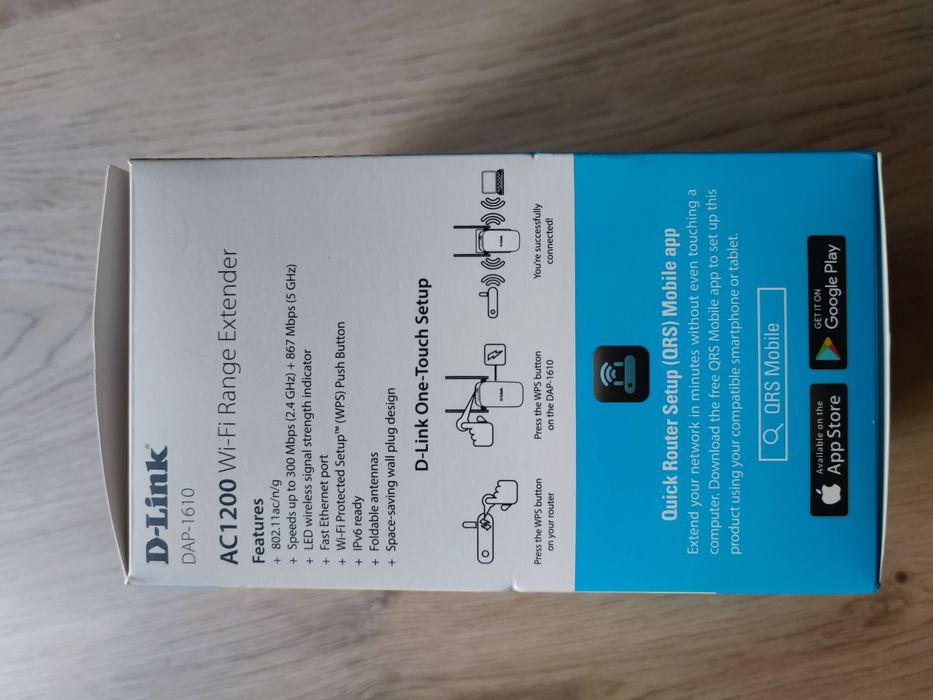 D-Link®
DAP-1610
AC1200 Wi-Fi Range Extender
Features
+ 802.11ac/n/g
+ Speeds up to 300 Mbps (2.4 GHz) + 867 Mbps (5 GHz)
+ LED wireless signal strength indicator
+ Fast Ethernet port
+ Wi-Fi Protected Setup™ (WPS) Push Button
+ IPv6 ready
+ Foldable antennas
+ Space-saving wall plug design
D-Link One-Touch Setup
Press the WPS button
on your router
D-Link
Press the WPS button
on the DAP-1610
D-Link
You're successfully
connected!
Quick Router Setup (QRS) Mobile app
Extend your network in minutes without even touching a
computer. Download the free QRS Mobile app to set up this
product using your compatible smartphone or tablet.
QRS Mobile
Available on the
App Store
GET IT ON
Google Play